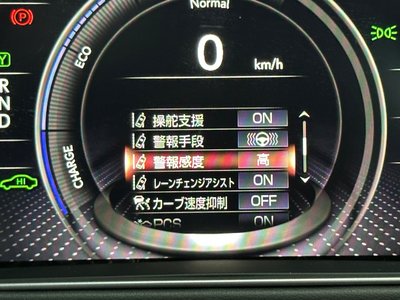 Normal
(P)
ECO
0
km/h
R
N
D
操舵支援 ON
警報手段
警報感度 高
レーンチェンジアシスト ON
カーブ速度抑制 OFF
PCS ON
CHARGE
HI